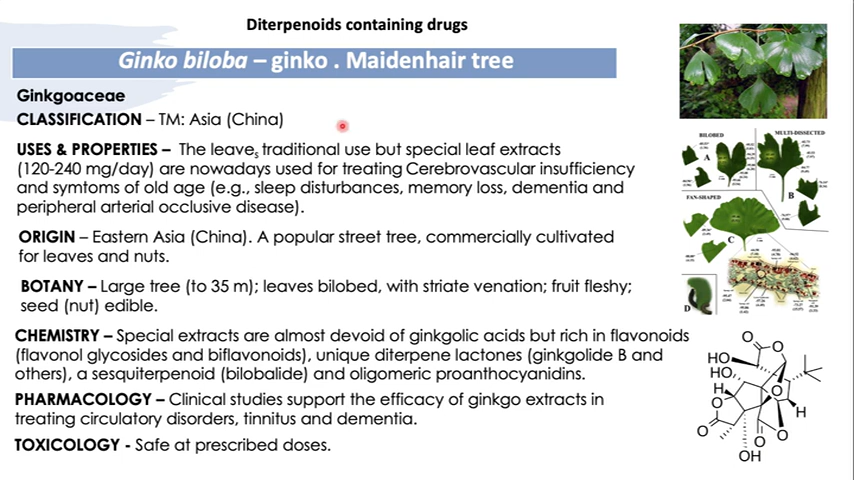 Diterpenoids containing drugs
Ginko biloba – ginko . Maidenhair tree
Ginkgoaceae
CLASSIFICATION – TM: Asia (China)
USES & PROPERTIES – The leaves, traditional use but special leaf extracts
(120-240 mg/day) are nowadays used for treating Cerebrovascular insufficiency
and symtoms of old age (e.g., sleep disturbances, memory loss, dementia and
peripheral arterial occlusive disease).
ORIGIN – Eastern Asia (China). A popular street tree, commercially cultivated
for leaves and nuts.
BOTANY – Large tree (to 35 m); leaves bilobed, with striate venation; fruit fleshy;
seed (nut) edible.
CHEMISTRY – Special extracts are almost devoid of ginkgolic acids but rich in flavonoids
(flavonol glycosides and biflavonoids), unique diterpene lactones (ginkgolide B and
others), a sesquiterpenoid (bilobalide) and oligomeric proanthocyanidins.
PHARMACOLOGY – Clinical studies support the efficacy of ginkgo extracts in
treating circulatory disorders, tinnitus and dementia.
TOXICOLOGY - Safe at prescribed doses.
BILOBED
MULTI-DISSECTED
A
B
FAN-SHAPED
C
D
O
O
HO
HO
H
O
O
H
O
O
O
OH